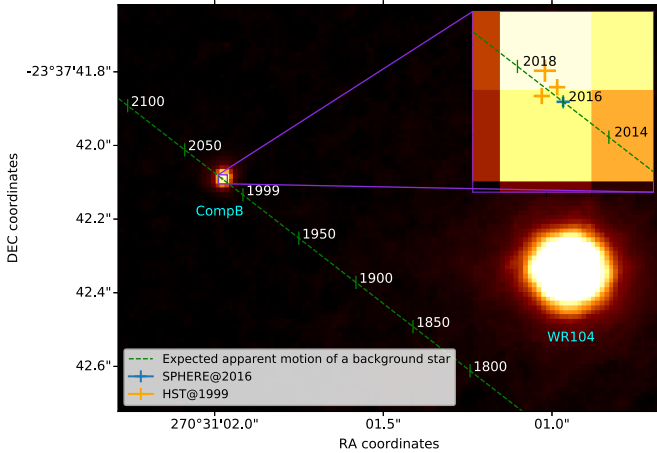 -23°37'41.8"
42.0"
42.2"
42.4"
42.6"
DEC coordinates
2100
2050
1999
1950
1900
1850
1800
CompB
WR104
2018
2016
2014
Expected apparent motion of a background star
SPHERE@2016
HST@1999
270°31'02.0"
01.5"
01.0"
RA coordinates